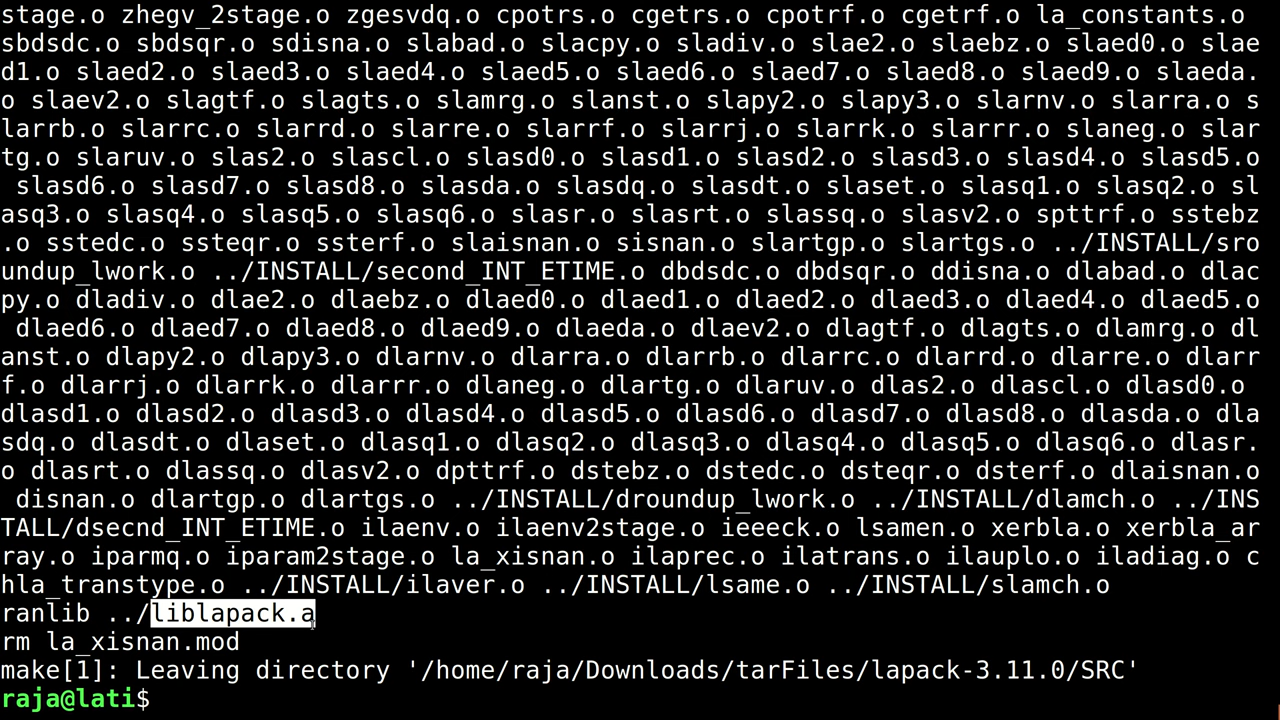 stage.o zhegv_2stage.o zgesvdq.o cpotrs.o cgetrs.o cpotrf.o cgetrf.o la_constants.o
sbdsdc.o sbdsqr.o sdisna.o slabad.o slacpy.o sladiv.o slae2.o slaebz.o slaed0.o slae
d1.o slaed2.o slaed3.o slaed4.o slaed5.o slaed6.o slaed7.o slaed8.o slaed9.o slaeda.
o slaev2.o slagtf.o slagts.o slamrg.o slanst.o slapy2.o slapy3.o slarnv.o slarra.o s
larrb.o slarrc.o slarrd.o slarre.o slarrf.o slarrj.o slarrk.o slarrr.o slaneg.o slar
tg.o slaruv.o slas2.o slascl.o slasd0.o slasd1.o slasd2.o slasd3.o slasd4.o slasd5.o
 slasd6.o slasd7.o slasd8.o slasda.o slasdq.o slasdt.o slaset.o slasq1.o slasq2.o sl
asq3.o slasq4.o slasq5.o slasq6.o slasr.o slasrt.o slassq.o slasv2.o spttrf.o sstebz
.o sstedc.o ssteqr.o ssterf.o slaisnan.o sisnan.o slartgp.o slartgs.o ../INSTALL/sro
undup_lwork.o ../INSTALL/second_INT_ETIME.o dbdsdc.o dbdsqr.o ddisna.o dlabad.o dlac
py.o dladiv.o dlae2.o dlaebz.o dlaed0.o dlaed1.o dlaed2.o dlaed3.o dlaed4.o dlaed5.o
 dlaed6.o dlaed7.o dlaed8.o dlaed9.o dlaeda.o dlaev2.o dlagtf.o dlagts.o dlamrg.o dl
anst.o dlapy2.o dlapy3.o dlarnv.o dlarra.o dlarrb.o dlarrc.o dlarrd.o dlarre.o dlarr
f.o dlarrj.o dlarrk.o dlarrr.o dlaneg.o dlartg.o dlaruv.o dlas2.o dlascl.o dlasd0.o
dlasd1.o dlasd2.o dlasd3.o dlasd4.o dlasd5.o dlasd6.o dlasd7.o dlasd8.o dlasda.o dla
sdq.o dlasdt.o dlaset.o dlasq1.o dlasq2.o dlasq3.o dlasq4.o dlasq5.o dlasq6.o dlasr.
o dlasrt.o dlassq.o dlasv2.o dpttrf.o dstebz.o dstedc.o dsteqr.o dsterf.o dlaisnan.o
 disnan.o dlartgp.o dlartgs.o ../INSTALL/droundup_lwork.o ../INSTALL/dlamch.o ../INS
TALL/dsecnd_INT_ETIME.o ilaenv.o ilaenv2stage.o ieeeck.o lsamen.o xerbla.o xerbla_ar
ray.o iparmq.o iparam2stage.o la_xisnan.o ilaprec.o ilatrans.o ilauplo.o iladiag.o c
hla_transtype.o ../INSTALL/ilaver.o ../INSTALL/lsame.o ../INSTALL/slamch.o
ranlib ../liblapack.a
rm la_xisnan.mod
make[1]: Leaving directory '/home/raja/Downloads/tarFiles/lapack-3.11.0/SRC'
raja@lati$